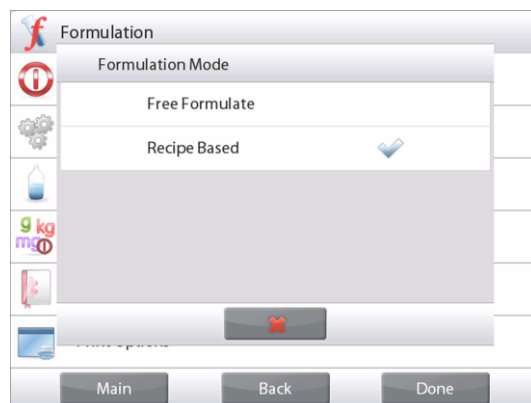 Formulation
Formulation Mode
Free Formulate
Recipe Based
g kg
mg
Main
Back
Done